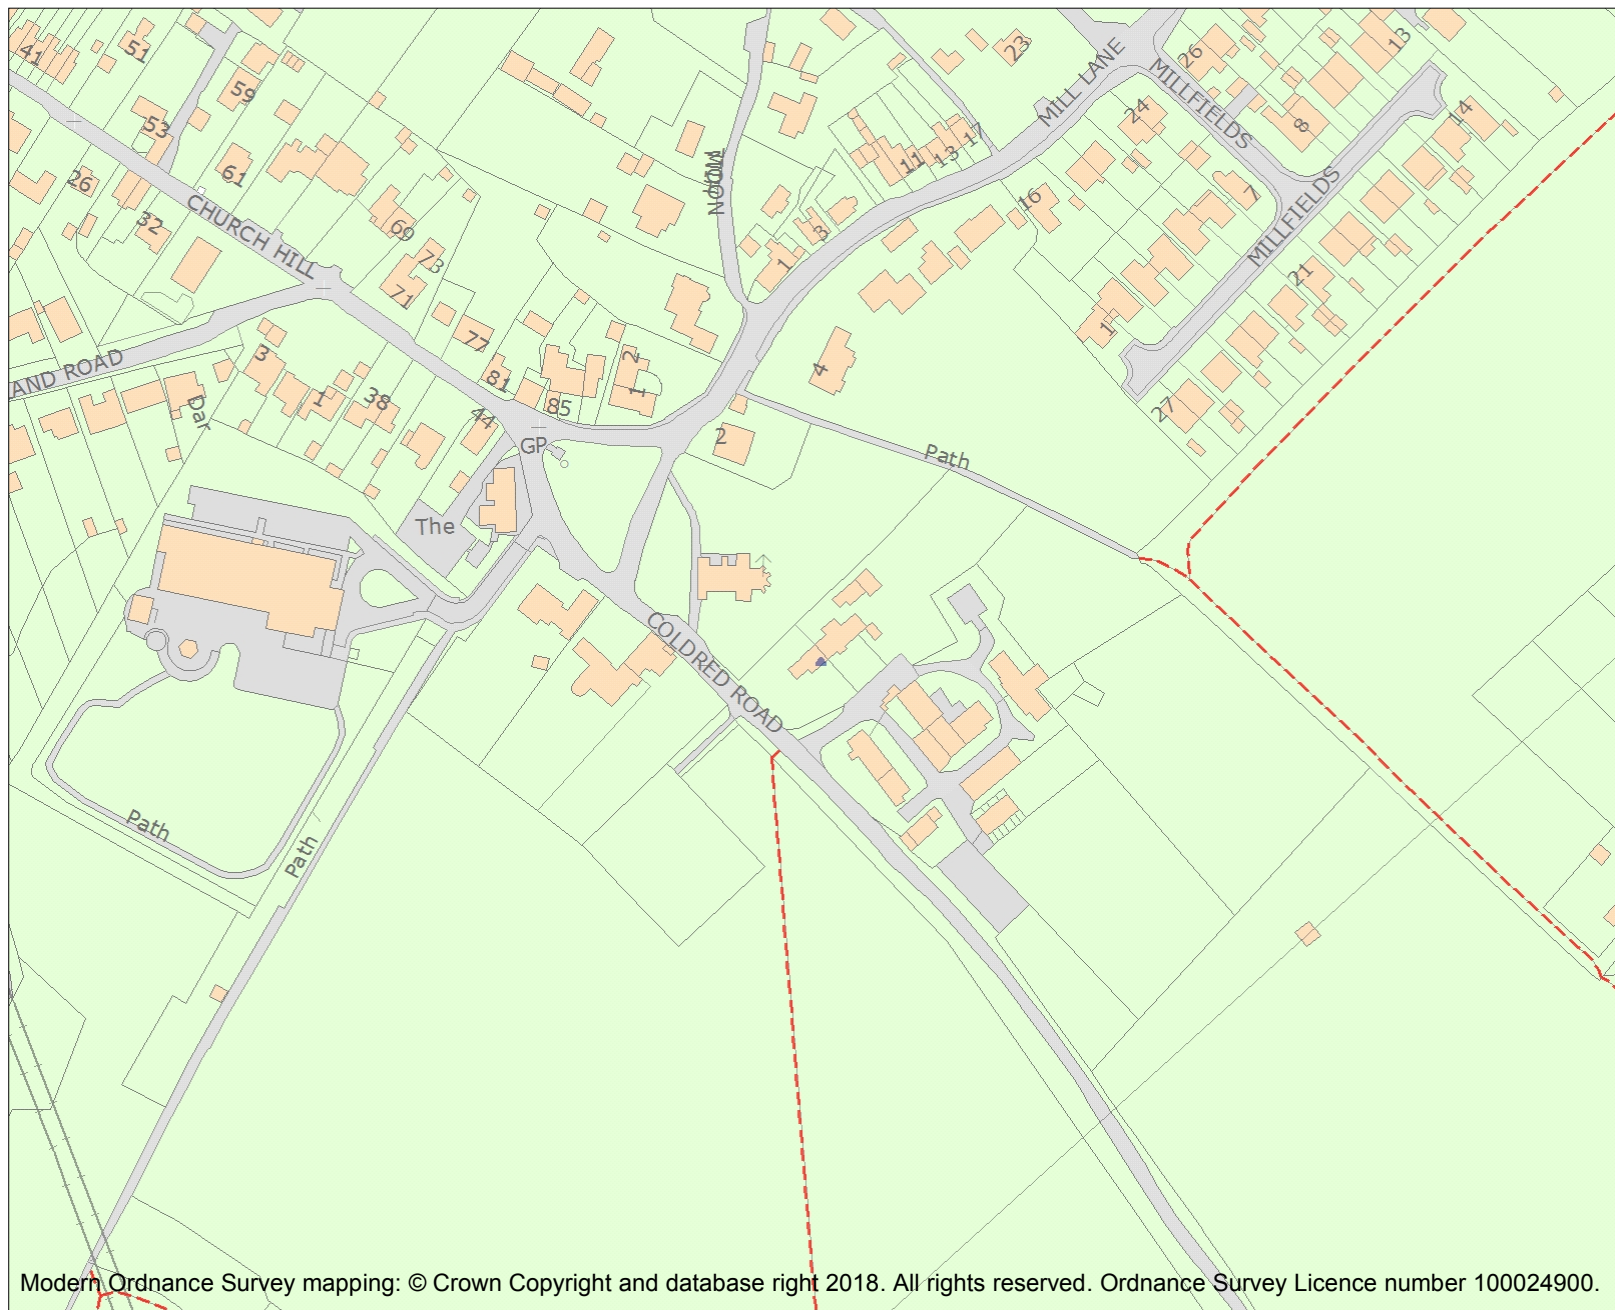 41
51
59
53
61
26
32
CHURCH HILL
69
73
71
77
81
85
2
1
AND ROAD
3
1
38
44
Dar
GP
The
MILL LANE
MILLFIELDS
MILLFIELDS
23
26
13
24
8
14
17
13
11
16
7
3
1
21
1
4
27
2
Path
COLDRED ROAD
Path
Path
Modern Ordnance Survey mapping: © Crown Copyright and database right 2018. All rights reserved. Ordnance Survey Licence number 100024900.